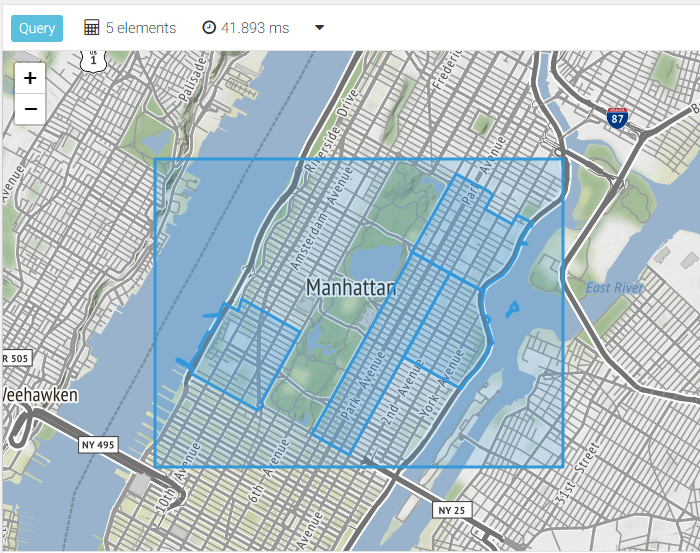 Query
5 elements
41.893 ms
US
1
+
−
Palisade
Riverside Drive
Frederic
87
Avenue
Park Avenue
Amsterdam Avenue
Manhattan
East River
R 505
Weehawken
Park Avenue
2nd Avenue
York Avenue
NY 495
10th Avenue
6th Avenue
Avenue
31st Street
NY 25